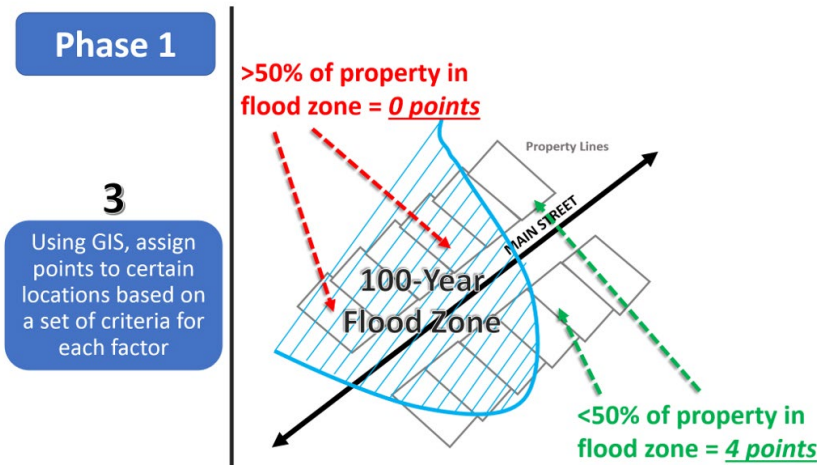 Phase 1
3
Using GIS, assign
points to certain
locations based on
a set of criteria for
each factor
>50% of property in
flood zone = 0 points
Property Lines
MAIN STREET
100-Year
Flood Zone
<50% of property in
flood zone = 4 points